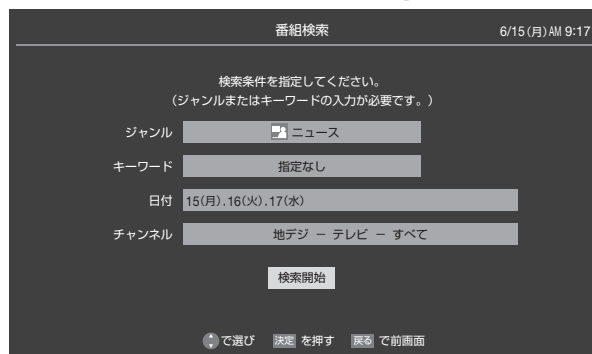 番組検索 6/15(月)AM 9:17
検索条件を指定してください。
(ジャンルまたはキーワードの入力が必要です。)
ジャンル ニュース
キーワード 指定なし
日付 15(月),16(火),17(水)
チャンネル 地デジ − テレビ − すべて
検索開始
で選び 決定 を押す 戻る で前画面